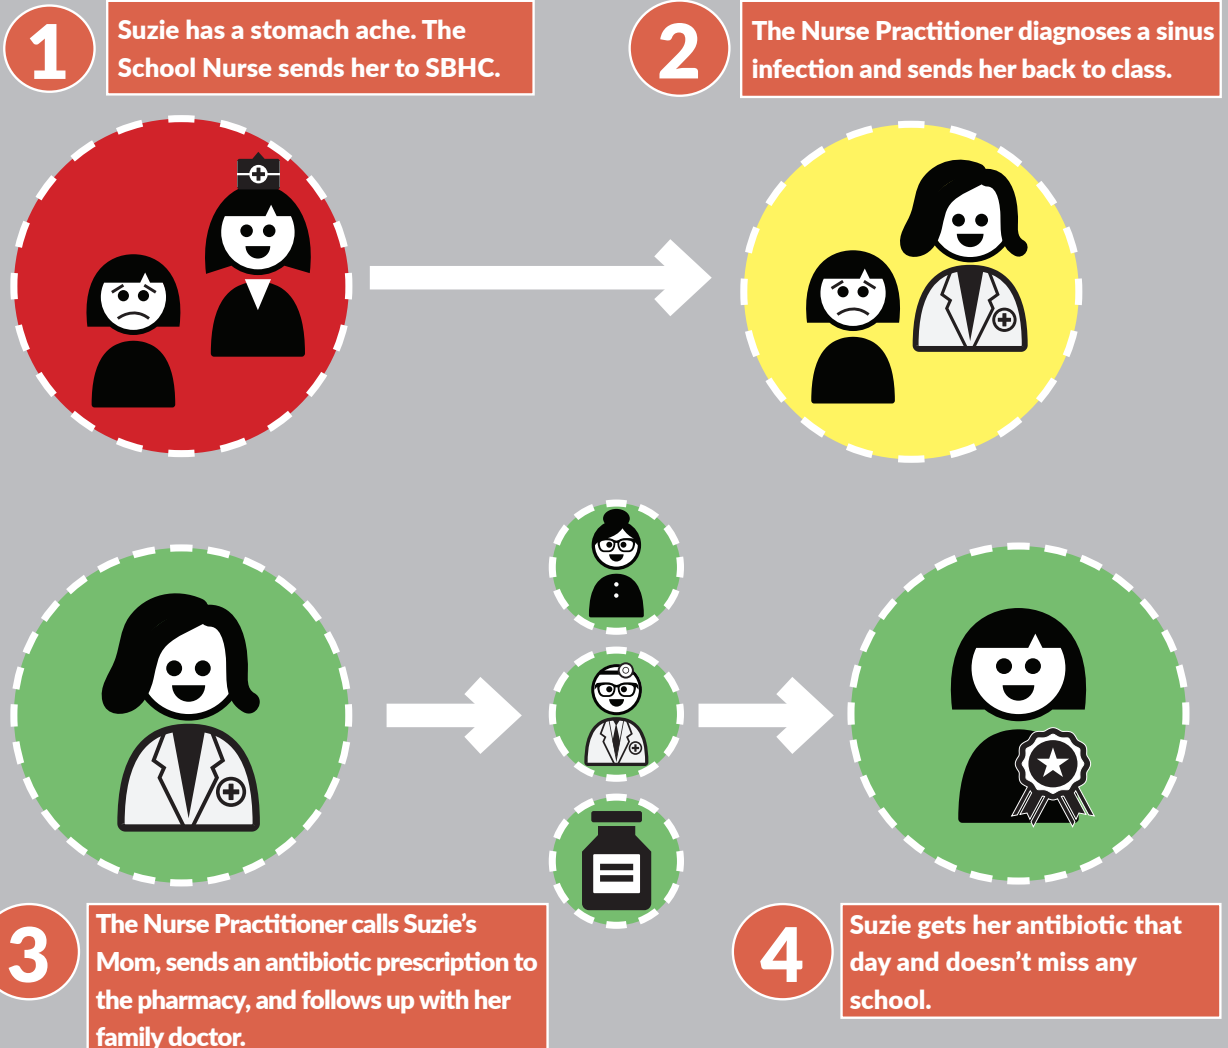 1
Suzie has a stomach ache. The
School Nurse sends her to SBHC.
2
The Nurse Practitioner diagnoses a sinus
infection and sends her back to class.
3
The Nurse Practitioner calls Suzie’s
Mom, sends an antibiotic prescription to
the pharmacy, and follows up with her
family doctor.
4
Suzie gets her antibiotic that
day and doesn’t miss any
school.